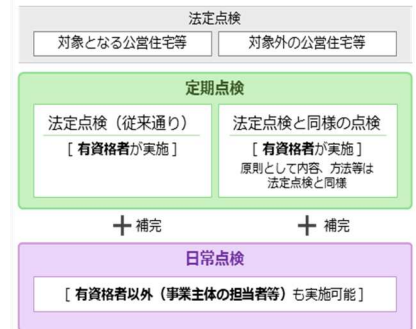 法定点検
対象となる公営住宅等
対象外の公営住宅等
定期点検
法定点検（従来通り）
[ 有資格者が実施 ]
法定点検と同様の点検
[ 有資格者が実施 ]
原則として内容、方法等は
法定点検と同様
＋ 補完
＋ 補完
日常点検
[ 有資格者以外（事業主体の担当者等）も実施可能 ]